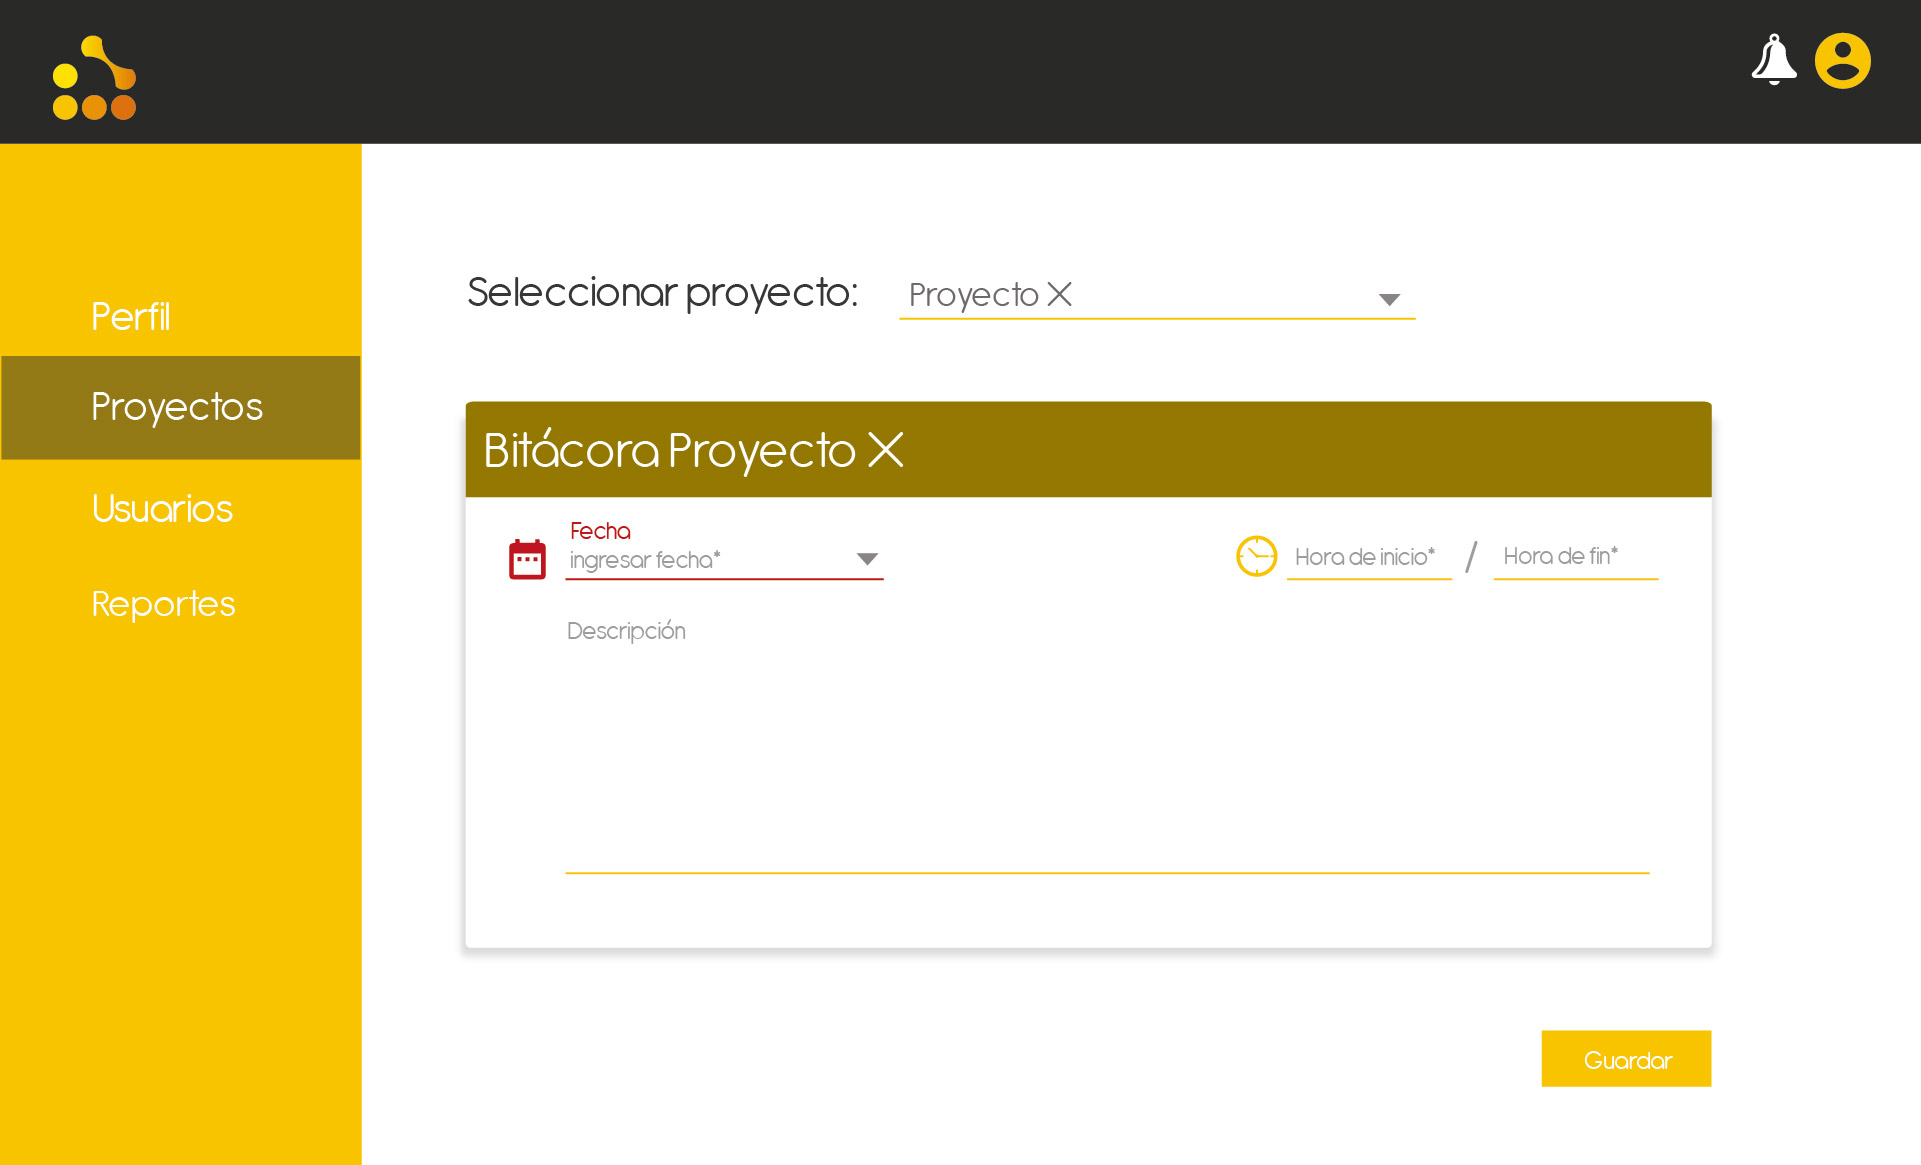 Perfil
Proyectos
Usuarios
Reportes
Seleccionar proyecto: Proyecto X
Bitácora Proyecto X
Fecha
ingresar fecha*
Hora de inicio* / Hora de fin*
Descripción
Guardar